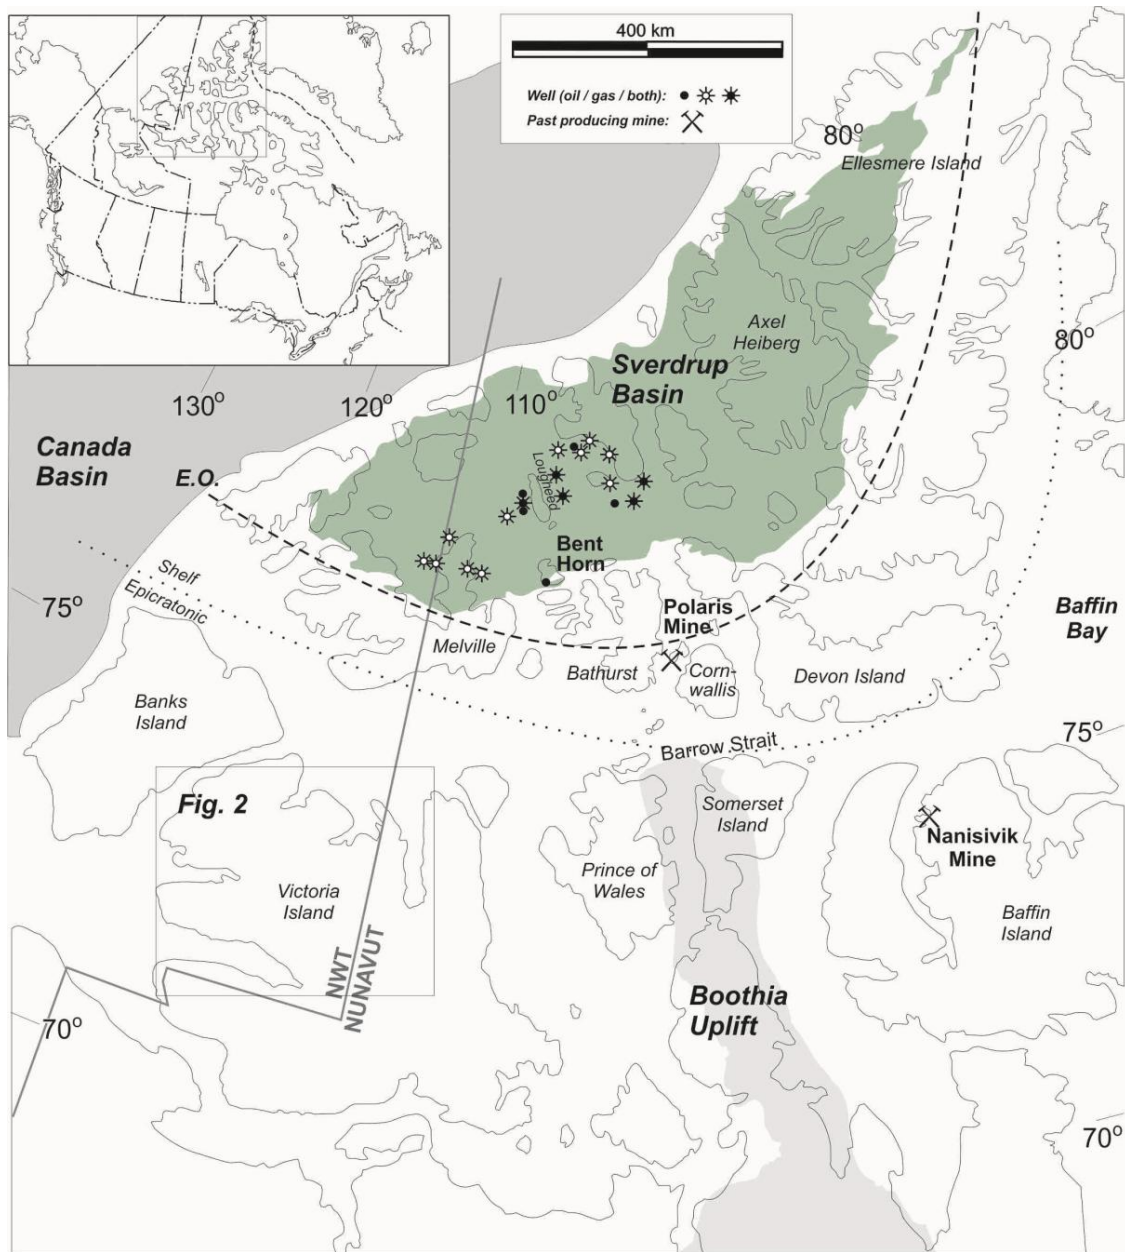 400 km
Well (oil / gas / both):
Past producing mine:
80°
Ellesmere Island
Axel
Heiberg
80°
Sverdrup
Basin
130°
120°
110°
Canada
Basin
E.O.
Lougheed
Bent
Horn
Shelf
Epicratonic
75°
Polaris
Mine
Baffin
Bay
Melville
Bathurst
Corn-
wallis
Devon Island
Banks
Island
Barrow Strait
75°
Fig. 2
Somerset
Island
Nanisivik
Mine
Prince of
Wales
Victoria
Island
Baffin
Island
NWT
NUNAVUT
Boothia
Uplift
70°
70°